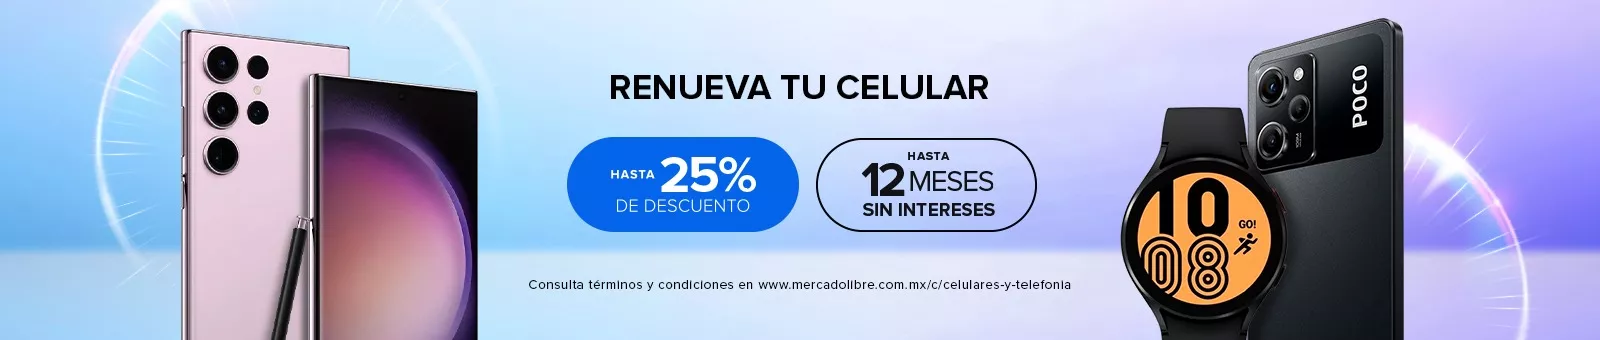 RENUEVA TU CELULAR
HASTA 25%
DE DESCUENTO
HASTA
12 MESES
SIN INTERESES
Consulta términos y condiciones en www.mercadolibre.com.mx/c/celulares-y-telefonia
10
08
GO!
POCO